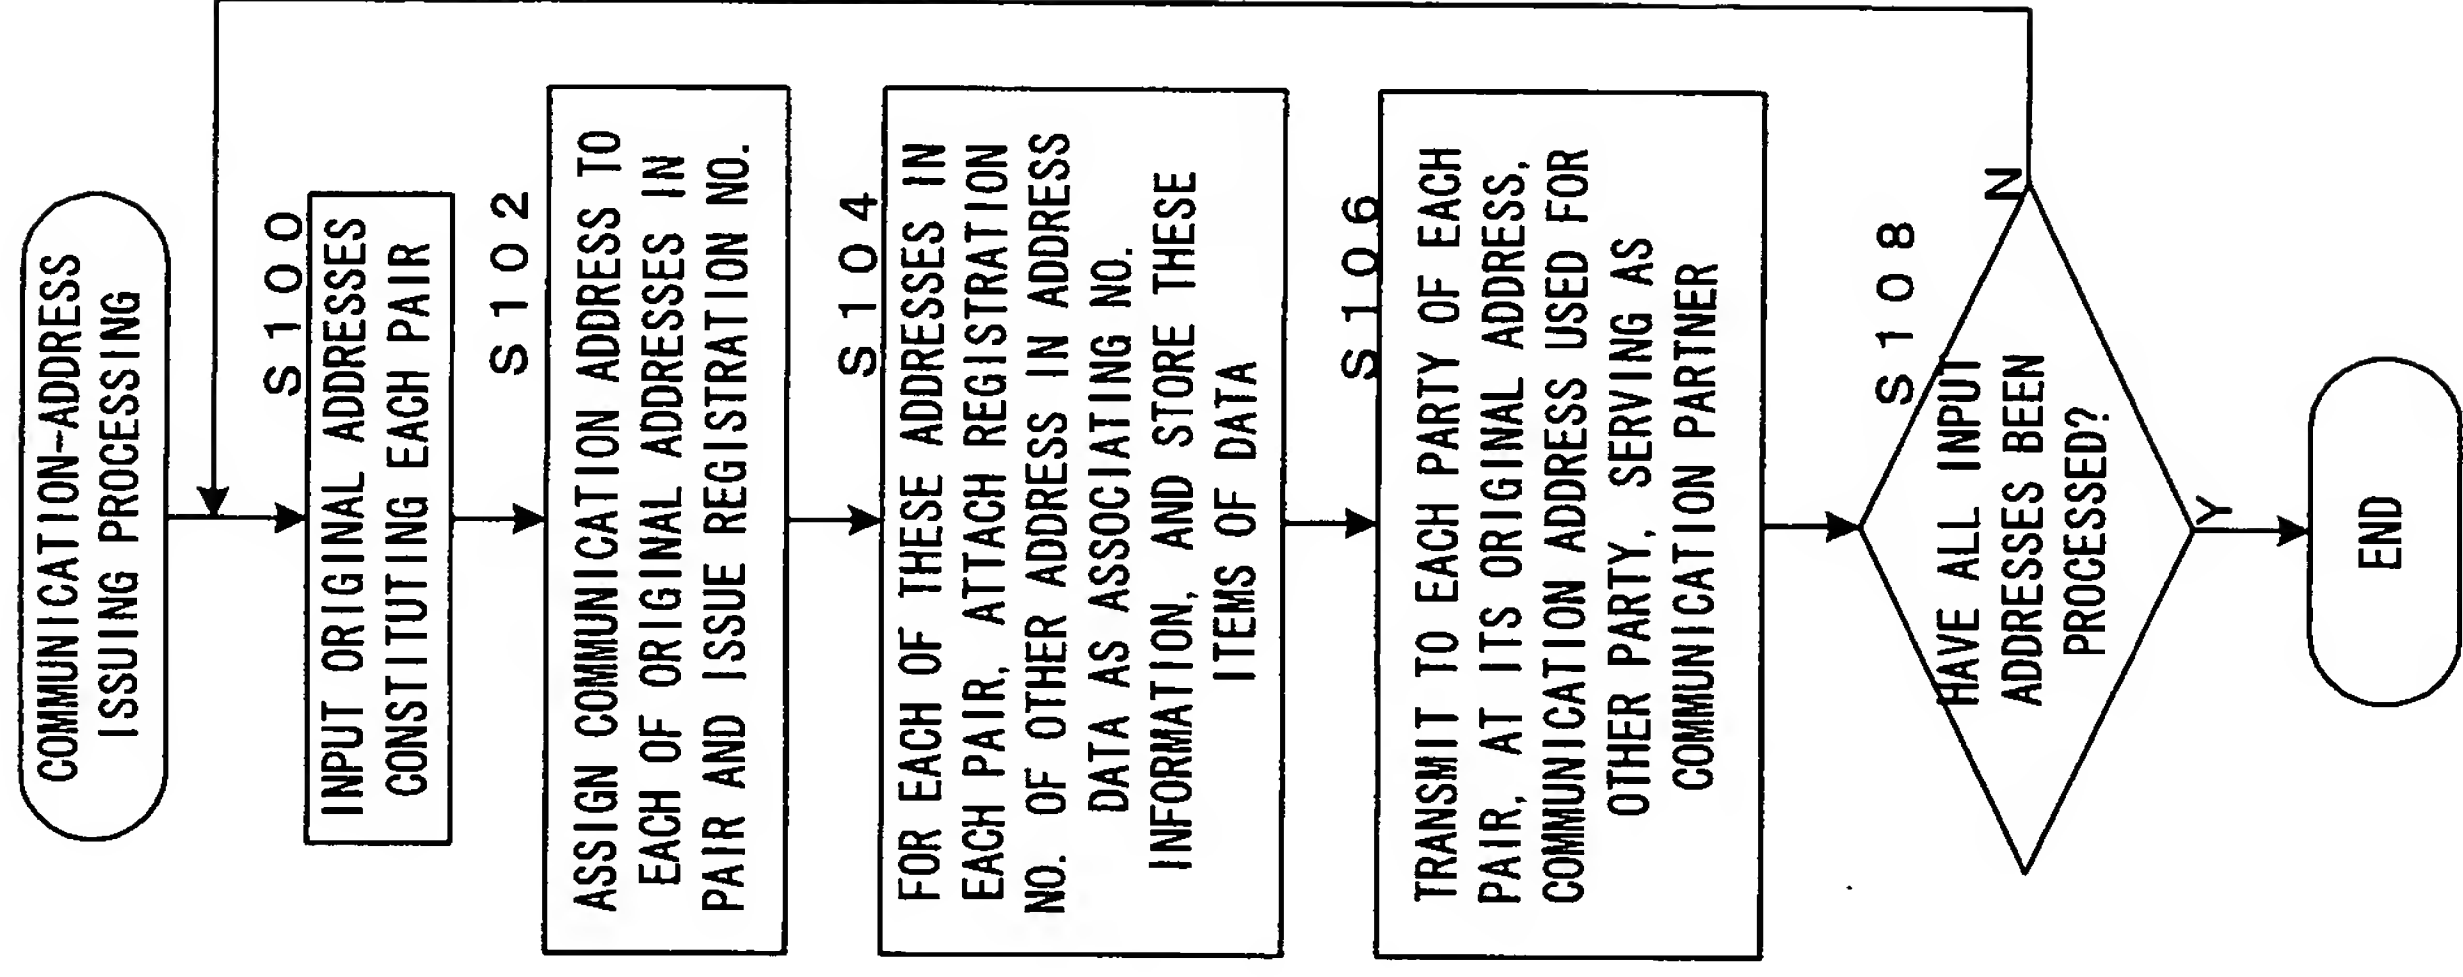 COMMUNICATION-ADDRESS
ISSUING PROCESSING
S100
INPUT ORIGINAL ADDRESSES
CONSTITUTING EACH PAIR
S102
ASSIGN COMMUNICATION ADDRESS TO
EACH OF ORIGINAL ADDRESSES IN
PAIR AND ISSUE REGISTRATION NO.
S104
FOR EACH OF THESE ADDRESSES IN
EACH PAIR, ATTACH REGISTRATION
NO. OF OTHER ADDRESS IN ADDRESS
DATA AS ASSOCIATING NO.
INFORMATION, AND STORE THESE
ITEMS OF DATA
S106
TRANSMIT TO EACH PARTY OF EACH
PAIR, AT ITS ORIGINAL ADDRESS,
COMMUNICATION ADDRESS USED FOR
OTHER PARTY, SERVING AS
COMMUNICATION PARTNER
S108
HAVE ALL INPUT
ADDRESSES BEEN
PROCESSED?
N
Y
END